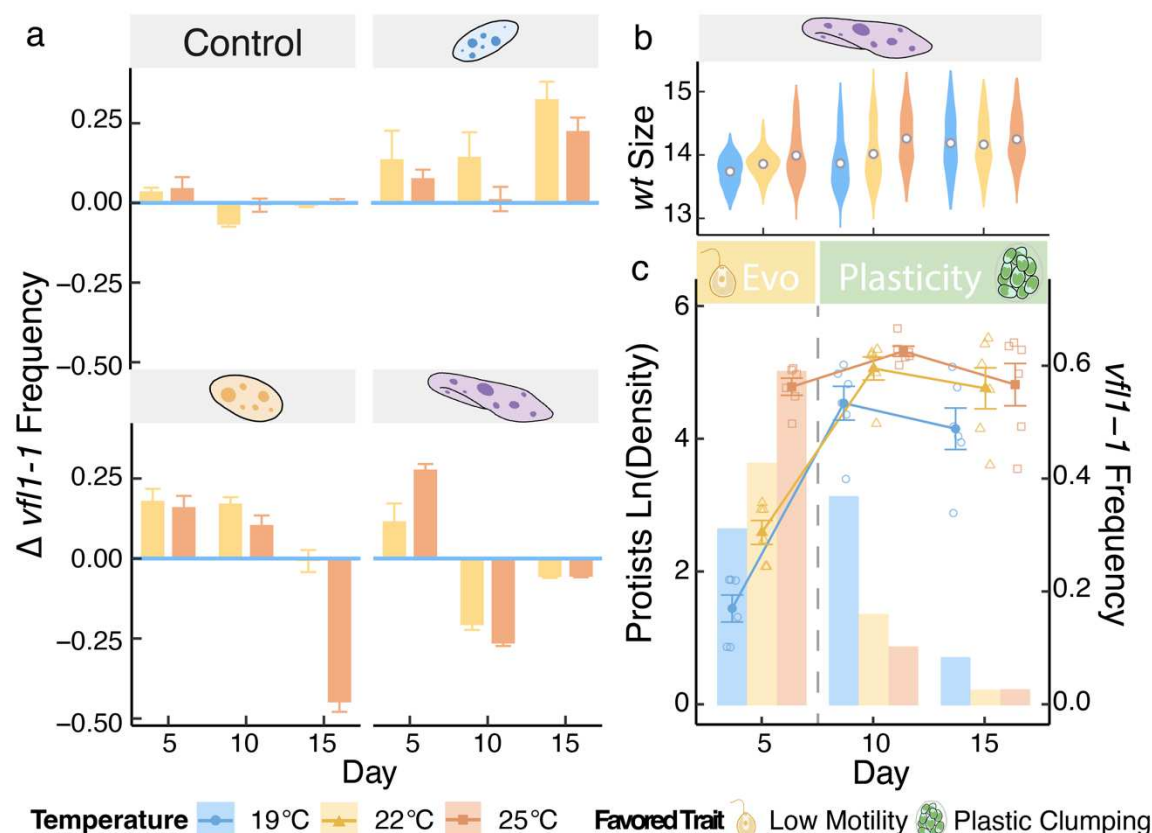 a
Control
0.25
0.00
−0.25
−0.50
0.25
0.00
−0.25
−0.50
Δ vfl1-1 Frequency
5 10 15 5 10 15
Day
b
wt Size
15
14
13
c
Evo Plasticity
Protists Ln(Density)
6
4
2
0
vfl1−1 Frequency
0.6
0.4
0.2
0.0
5 10 15
Day
Temperature 19°C 22°C 25°C Favored Trait Low Motility Plastic Clumping